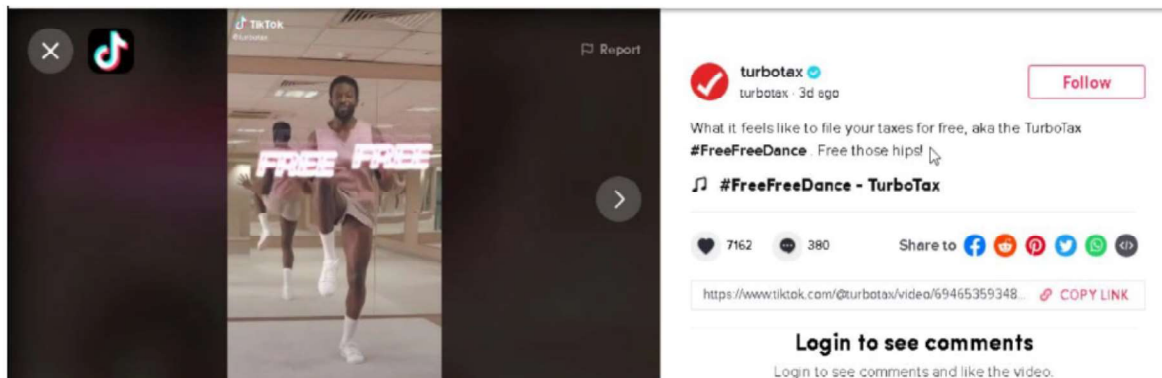 TikTok
@turbotax
Report
FREE FREE
turbotax
turbotax · 3d ago
Follow
What it feels like to file your taxes for free, aka the TurboTax
#FreeFreeDance . Free those hips!
#FreeFreeDance - TurboTax
7162
380
Share to
https://www.tiktok.com/@turbotax/video/69465359348...
COPY LINK
Login to see comments
Login to see comments and like the video.